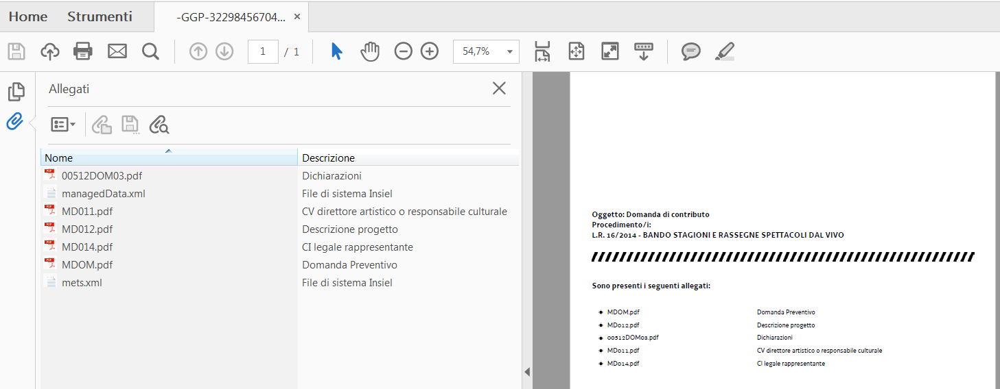 Home Strumenti -GGP-32298456704... ×
1 / 1 54,7%
Allegati
Nome Descrizione
00512DOM03.pdf Dichiarazioni
managedData.xml File di sistema Insiel
MD011.pdf CV direttore artistico o responsabile culturale
MD012.pdf Descrizione progetto
MD014.pdf CI legale rappresentante
MDOM.pdf Domanda Preventivo
mets.xml File di sistema Insiel
Oggetto: Domanda di contributo
Procedimento/i:
L.R. 16/2014 - BANDO STAGIONI E RASSEGNE SPETTACOLI DAL VIVO
Sono presenti i seguenti allegati:
MDOM.pdf Domanda Preventivo
MD012.pdf Descrizione progetto
00512DOM03.pdf Dichiarazioni
MD011.pdf CV direttore artistico o responsabile culturale
MD014.pdf CI legale rappresentante